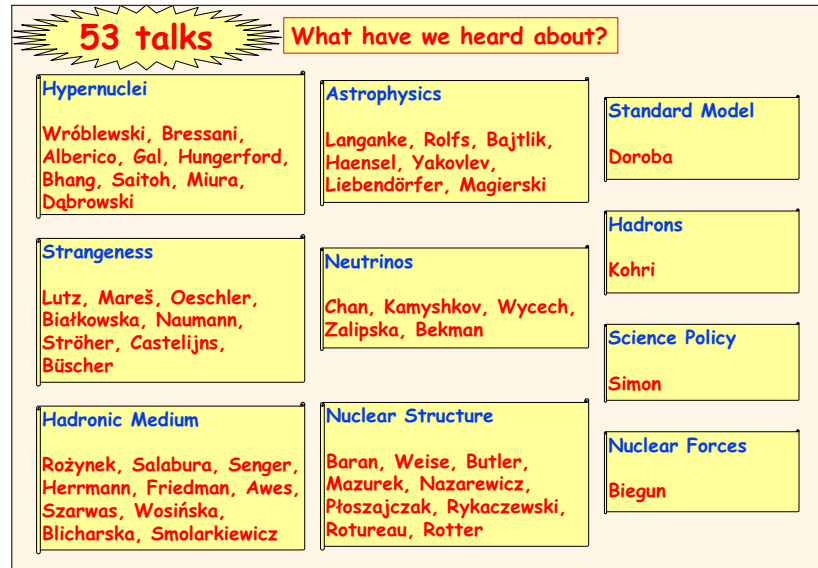 53 talks
What have we heard about?
Hypernuclei
Wróblewski, Bressani,
Alberico, Gal, Hungerford,
Bhang, Saitoh, Miura,
Dąbrowski
Strangeness
Lutz, Mareš, Oeschler,
Białkowska, Naumann,
Ströher, Castelijns,
Büscher
Hadronic Medium
Rożynek, Salabura, Senger,
Herrmann, Friedman, Awes,
Szarwas, Wosińska,
Blicharska, Smolarkiewicz
Astrophysics
Langanke, Rolfs, Bajtlik,
Haensel, Yakovlev,
Liebendörfer, Magierski
Neutrinos
Chan, Kamyshkov, Wycech,
Zalipska, Bekman
Nuclear Structure
Baran, Weise, Butler,
Mazurek, Nazarewicz,
Płoszajczak, Rykaczewski,
Rotureau, Rotter
Standard Model
Doroba
Hadrons
Kohri
Science Policy
Simon
Nuclear Forces
Biegun